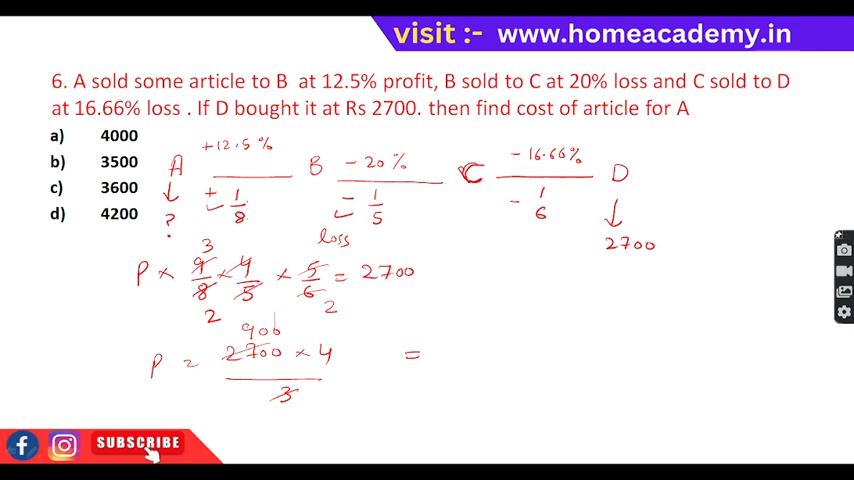 visit :- www.homeacademy.in
6. A sold some article to B at 12.5% profit, B sold to C at 20% loss and C sold to D
at 16.66% loss . If D bought it at Rs 2700. then find cost of article for A
a) 4000
b) 3500
c) 3600
d) 4200
+12.5% -20% -16.66%
A B C D
+ 1/8 - 1/5 - 1/6
? loss 2700
3
P × 9/8 × 4/5 × 5/6 = 2700
2 2
900
P = 2700 × 4 / 3 =
SUBSCRIBE